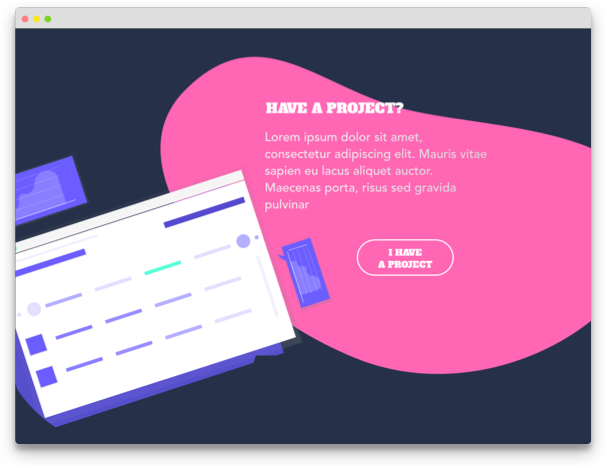 HAVE A PROJECT?
Lorem ipsum dolor sit amet,
consectetur adipiscing elit. Mauris vitae
sapien eu lacus aliquet auctor.
Maecenas porta, risus sed gravida
pulvinar
I HAVE
A PROJECT